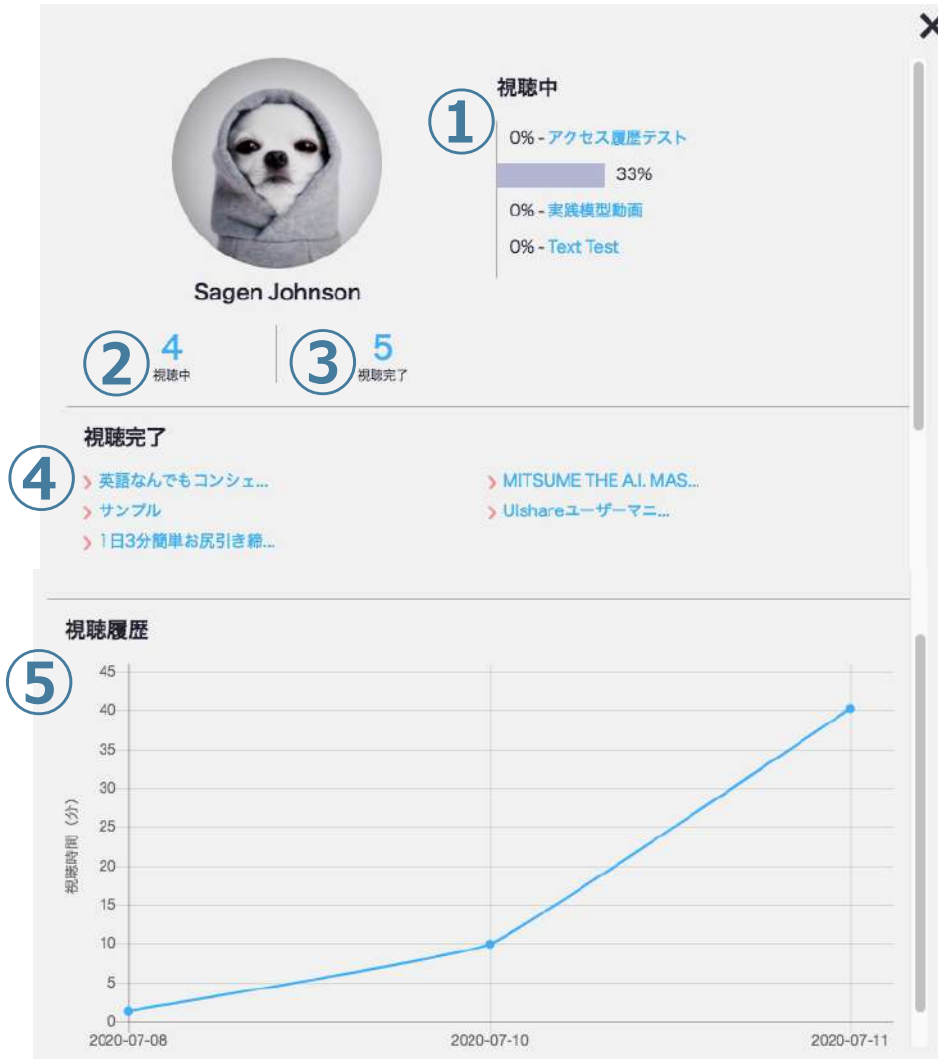 視聴中
①
0% - アクセス履歴テスト
33%
0% - 実践模型動画
0% - Text Test
Sagen Johnson
② 4 ③ 5
視聴中 視聴完了
視聴完了
④
英語なんでもコンシェ... MITSUME THE A.I. MAS...
サンプル UIshareユーザーマニ...
1日3分簡単お尻引き締...
視聴履歴
⑤
視聴時間（分）
45
40
35
30
25
20
15
10
5
0
2020-07-08 2020-07-10 2020-07-11